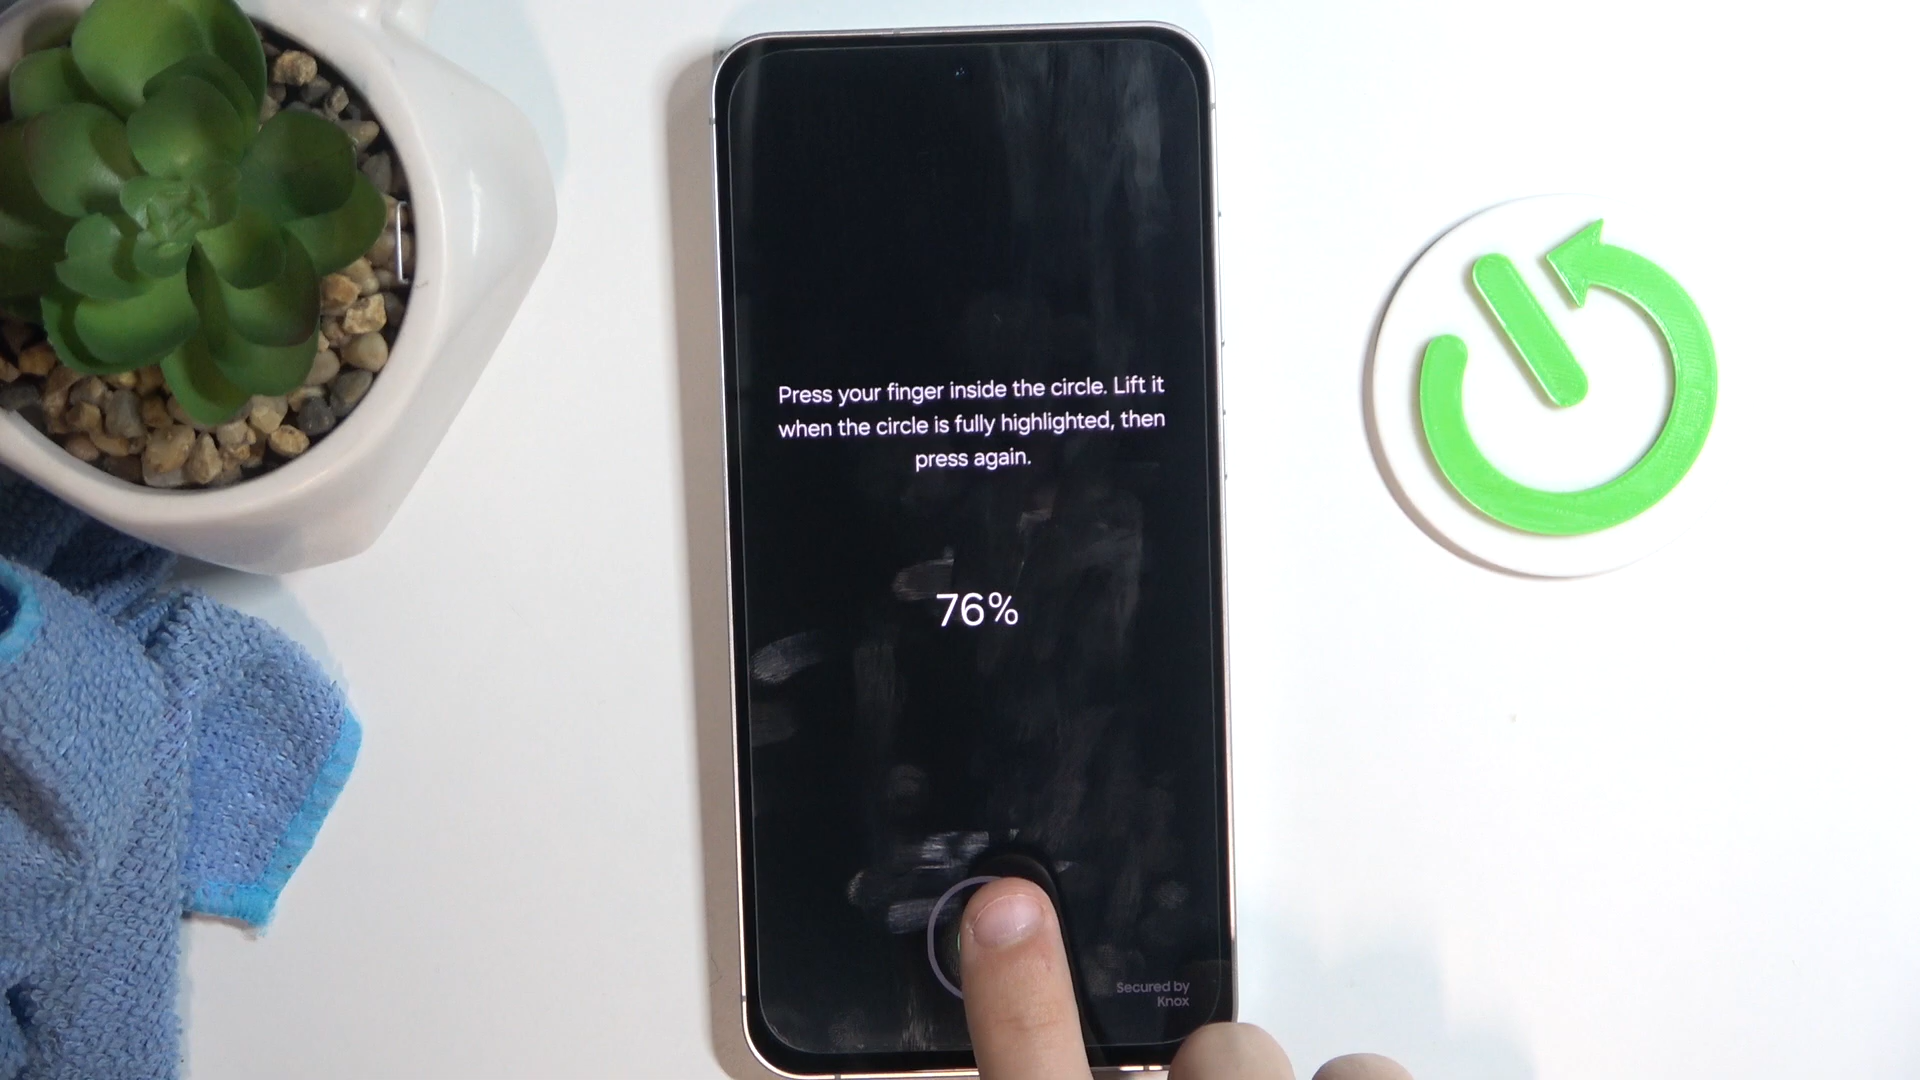 Press your finger inside the circle. Lift it
when the circle is fully highlighted, then
press again.
76%
Secured by
Knox